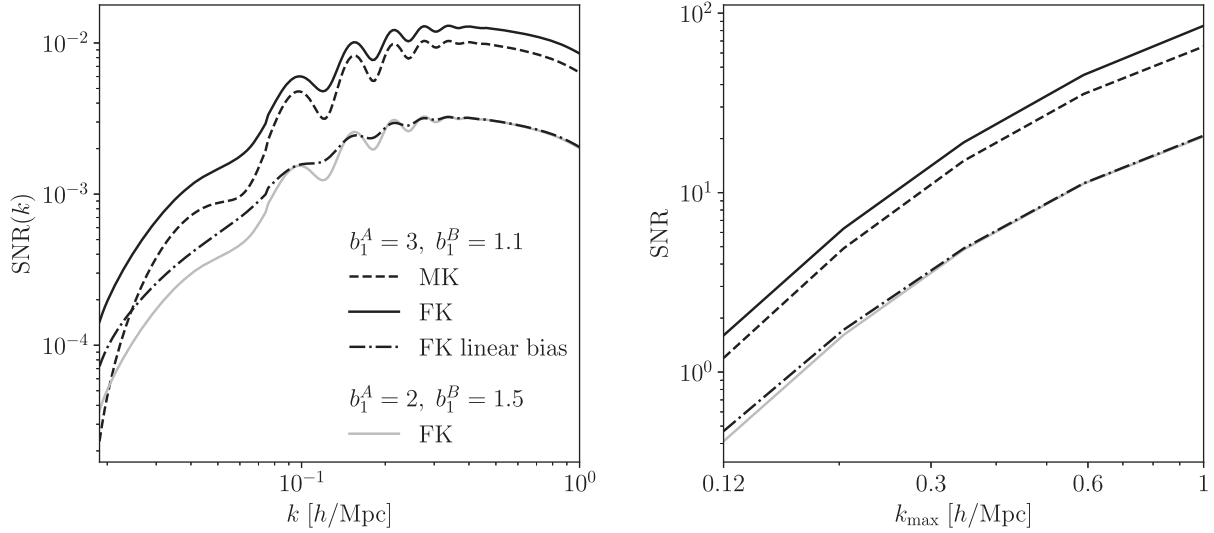 10^{-2}
10^{-3}
10^{-4}
SNR(k)
b_1^A = 3, b_1^B = 1.1
MK
FK
FK linear bias
b_1^A = 2, b_1^B = 1.5
FK
10^{-1}
10^0
k [h/Mpc]
10^2
10^1
10^0
SNR
0.12
0.3
0.6
1
k_{max} [h/Mpc]